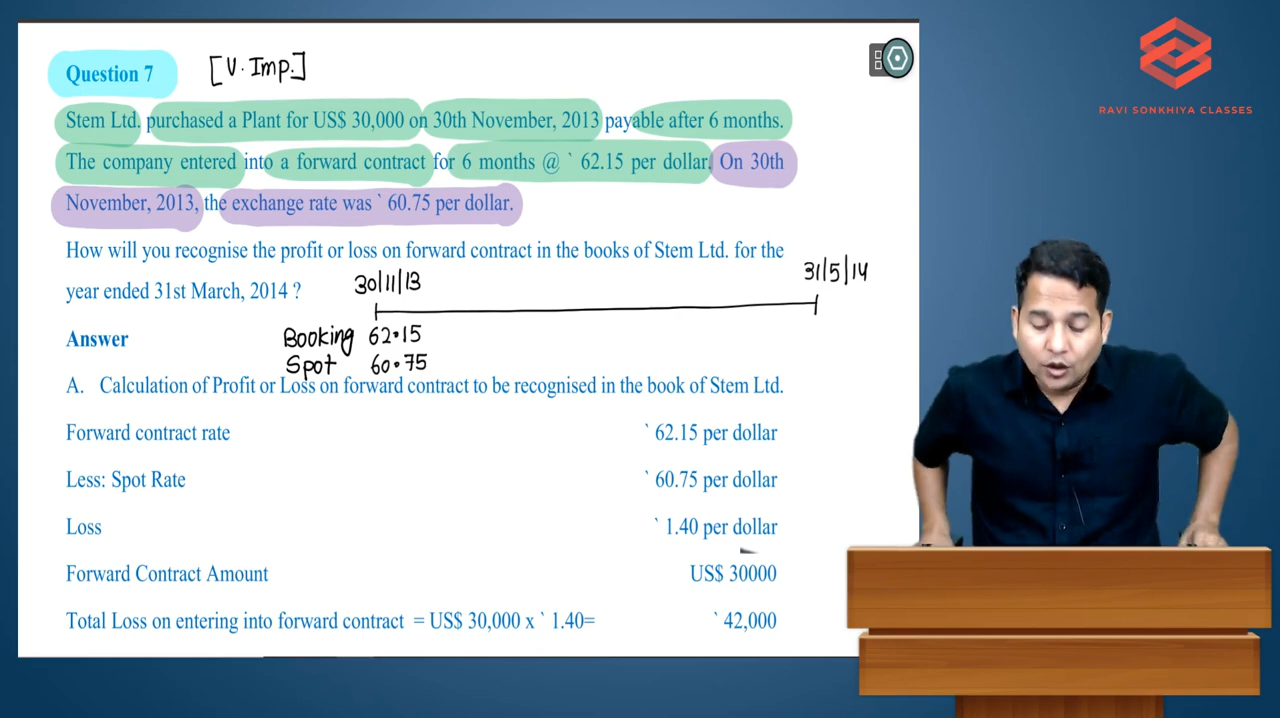 Question 7
[V. Imp.]
RAVI SONKHIYA CLASSES
Stem Ltd. purchased a Plant for US$ 30,000 on 30th November, 2013 payable after 6 months.
The company entered into a forward contract for 6 months @ ` 62.15 per dollar. On 30th
November, 2013, the exchange rate was ` 60.75 per dollar.
How will you recognise the profit or loss on forward contract in the books of Stem Ltd. for the
year ended 31st March, 2014 ?
30/11/13
31/5/14
Answer
Booking 62.15
Spot 60.75
A. Calculation of Profit or Loss on forward contract to be recognised in the book of Stem Ltd.
Forward contract rate ` 62.15 per dollar
Less: Spot Rate ` 60.75 per dollar
Loss ` 1.40 per dollar
Forward Contract Amount US$ 30000
Total Loss on entering into forward contract = US$ 30,000 x ` 1.40= ` 42,000